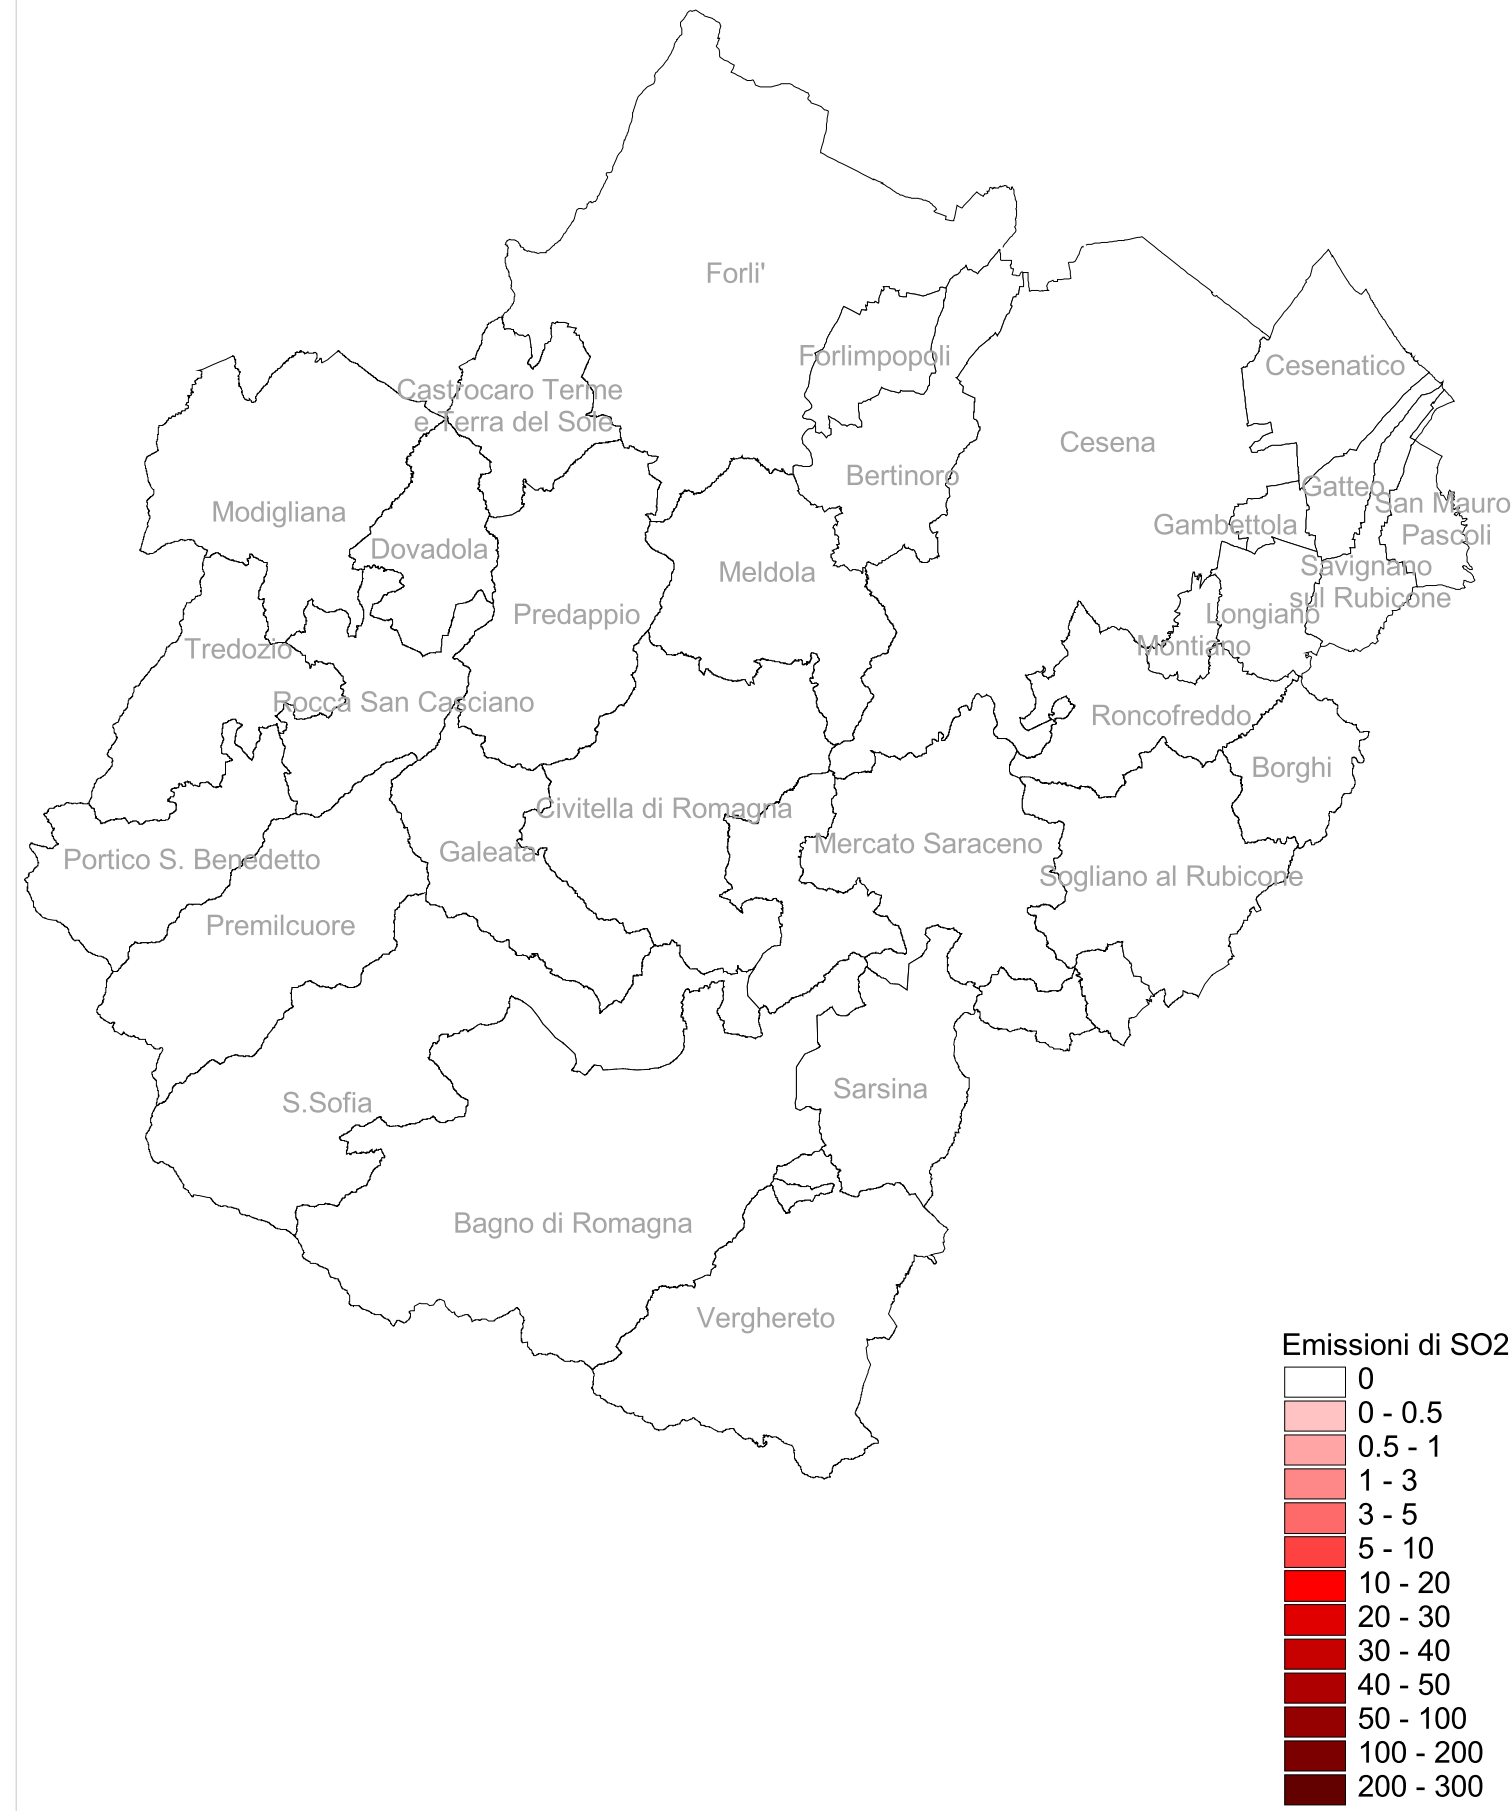 Forli'
Forlimpopoli
Cesenatico
Castrocaro Terme
e Terra del Sole
Cesena
Bertinoro
Gatteo
San Mauro
Pascoli
Modigliana
Gambettola
Dovadola
Meldola
Savignano
sul Rubicone
Predappio
Longiano
Montiano
Tredozio
Rocca San Casciano
Roncofreddo
Borghi
Civitella di Romagna
Mercato Saraceno
Galeata
Portico S. Benedetto
Sogliano al Rubicone
Premilcuore
Sarsina
S.Sofia
Bagno di Romagna
Verghereto
Emissioni di SO2
0
0 - 0.5
0.5 - 1
1 - 3
3 - 5
5 - 10
10 - 20
20 - 30
30 - 40
40 - 50
50 - 100
100 - 200
200 - 300